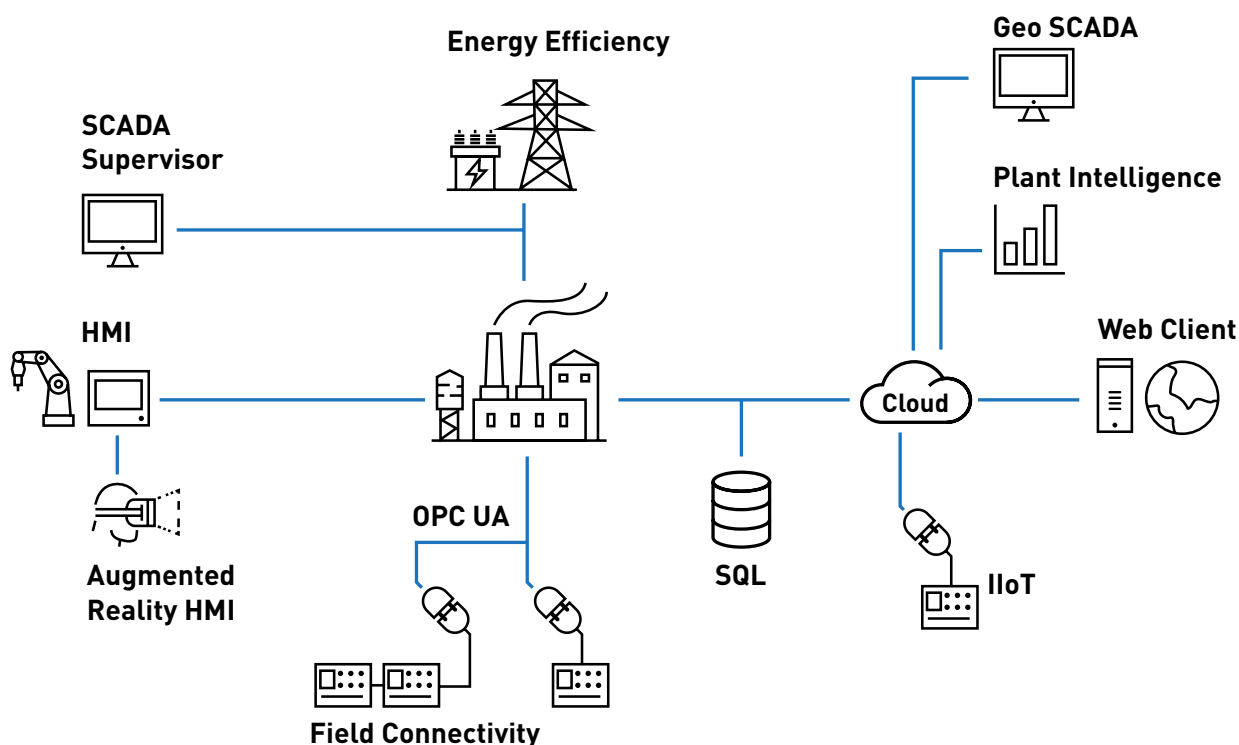 Energy Efficiency
Geo SCADA
SCADA
Supervisor
Plant Intelligence
HMI
Web Client
Cloud
OPC UA
SQL
Augmented
Reality HMI
IIoT
Field Connectivity